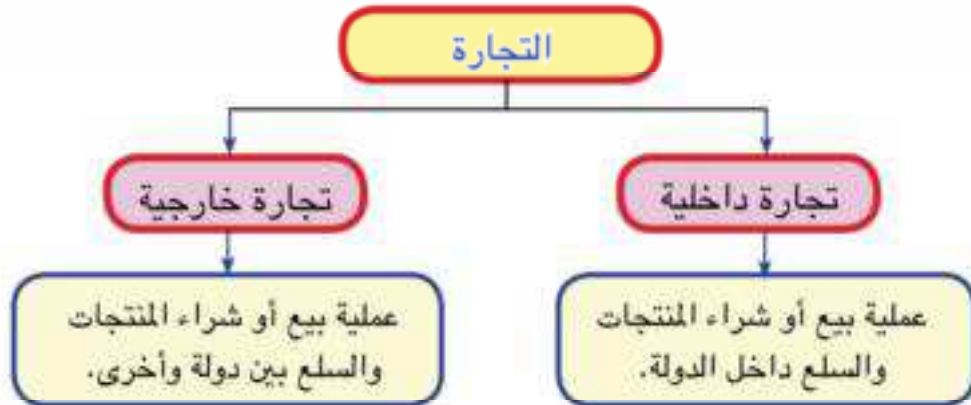 التجارة
تجارة داخلية
تجارة خارجية
عملية بيع أو شراء المنتجات
والسلع داخل الدولة.
عملية بيع أو شراء المنتجات
والسلع بين دولة وأخرى.